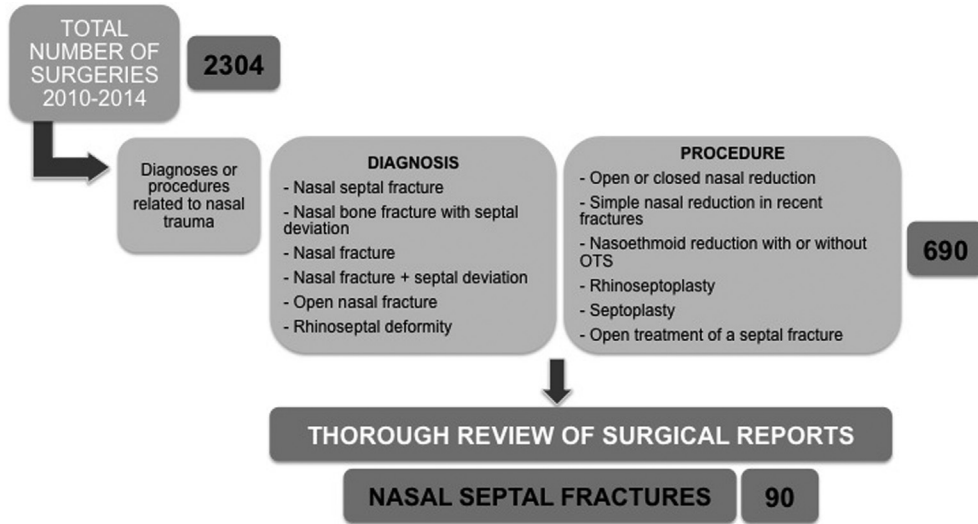 TOTAL
NUMBER OF
SURGERIES
2010-2014
2304
Diagnoses or
procedures
related to nasal
trauma
DIAGNOSIS
- Nasal septal fracture
- Nasal bone fracture with septal
deviation
- Nasal fracture
- Nasal fracture + septal deviation
- Open nasal fracture
- Rhinoseptal deformity
PROCEDURE
- Open or closed nasal reduction
- Simple nasal reduction in recent
fractures
- Nasoethmoid reduction with or without
OTS
- Rhinoseptoplasty
- Septoplasty
- Open treatment of a septal fracture
690
THOROUGH REVIEW OF SURGICAL REPORTS
NASAL SEPTAL FRACTURES
90